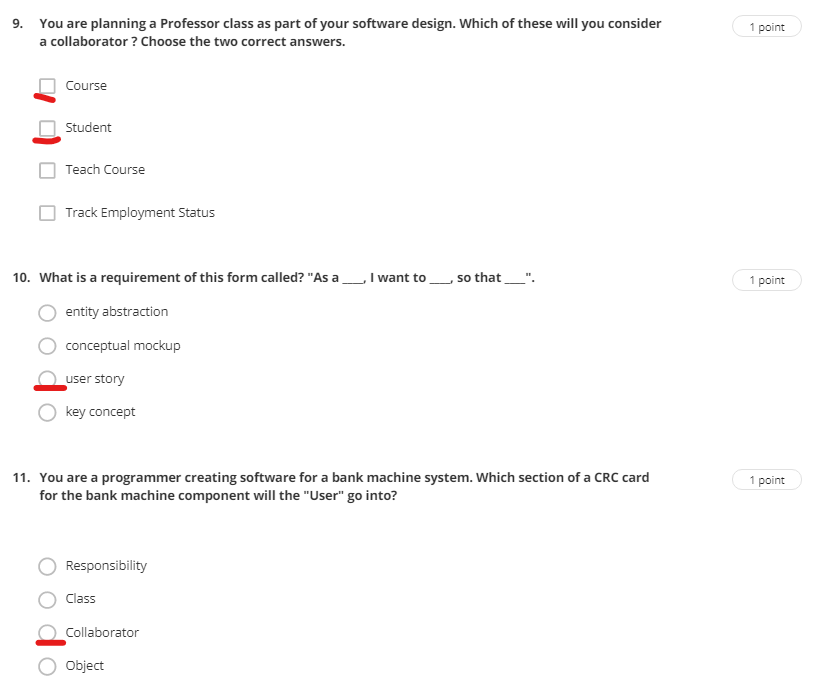 9. You are planning a Professor class as part of your software design. Which of these will you consider
a collaborator ? Choose the two correct answers.
1 point
Course
Student
Teach Course
Track Employment Status
10. What is a requirement of this form called? "As a ___, I want to ___, so that ___".
1 point
entity abstraction
conceptual mockup
user story
key concept
11. You are a programmer creating software for a bank machine system. Which section of a CRC card
for the bank machine component will the "User" go into?
1 point
Responsibility
Class
Collaborator
Object